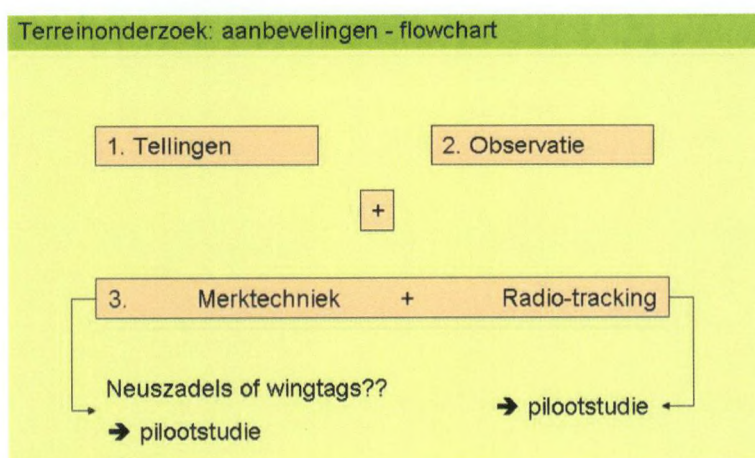 Terreinonderzoek: aanbevelingen - flowchart
1. Tellingen
2. Observatie
+
3. Merktechniek + Radio-tracking
Neuszadels of wingtags??
➔ pilootstudie
➔ pilootstudie